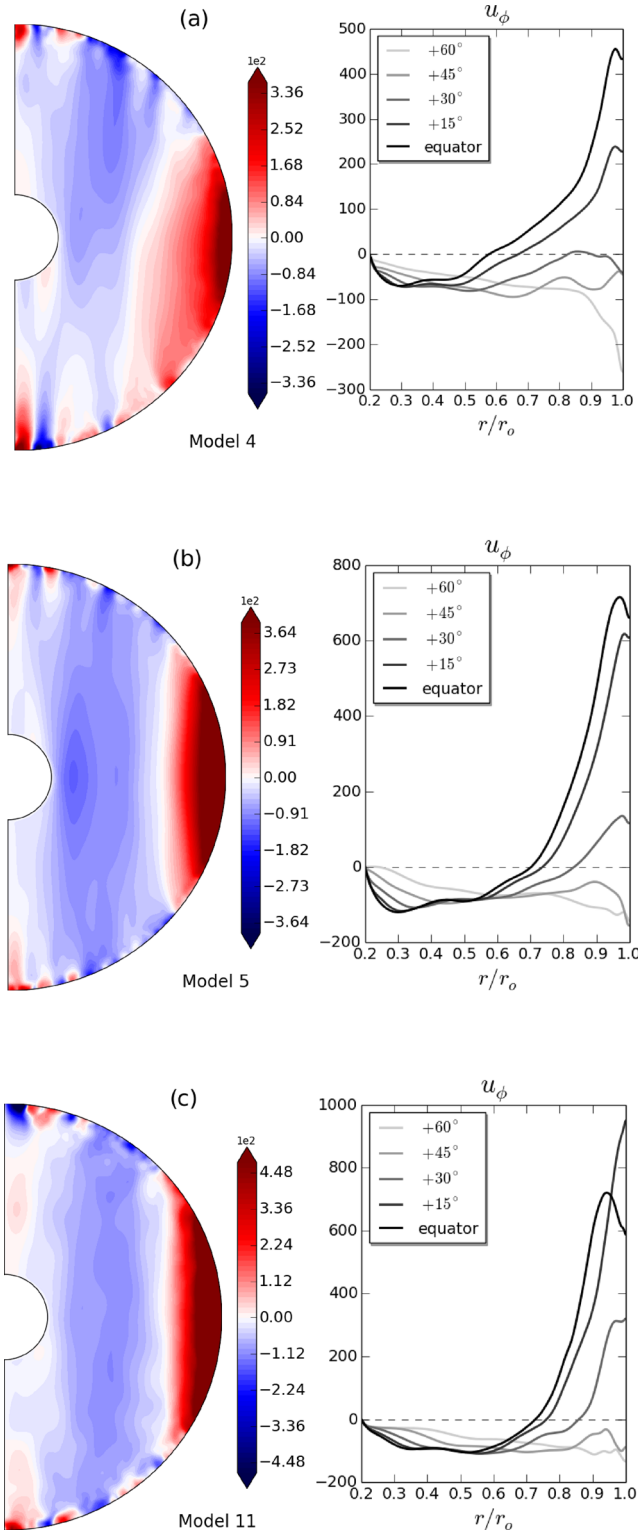 (a)
1e2
3.36
2.52
1.68
0.84
0.00
−0.84
−1.68
−2.52
−3.36
Model 4
u_ϕ
+60°
+45°
+30°
+15°
equator
500
400
300
200
100
0
−100
−200
−300
0.2 0.3 0.4 0.5 0.6 0.7 0.8 0.9 1.0
r/r_o
(b)
1e2
3.64
2.73
1.82
0.91
0.00
−0.91
−1.82
−2.73
−3.64
Model 5
u_ϕ
+60°
+45°
+30°
+15°
equator
800
600
400
200
0
−200
0.2 0.3 0.4 0.5 0.6 0.7 0.8 0.9 1.0
r/r_o
(c)
1e2
4.48
3.36
2.24
1.12
0.00
−1.12
−2.24
−3.36
−4.48
Model 11
u_ϕ
+60°
+45°
+30°
+15°
equator
1000
800
600
400
200
0
−200
0.2 0.3 0.4 0.5 0.6 0.7 0.8 0.9 1.0
r/r_o